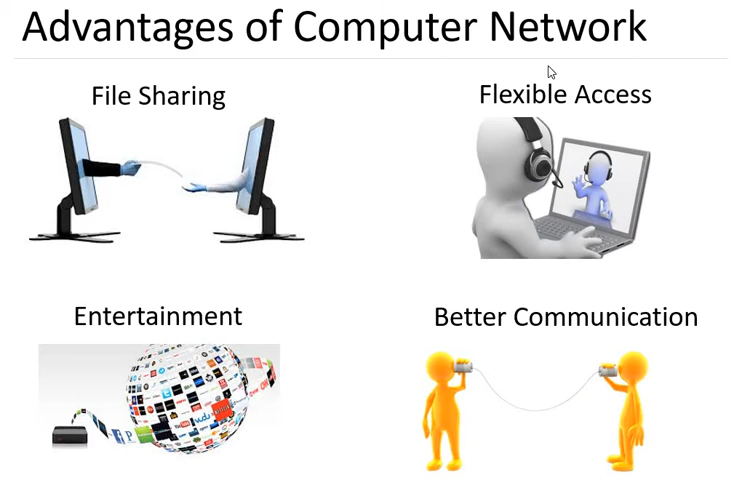 Advantages of Computer Network
File Sharing
Flexible Access
Entertainment
Better Communication